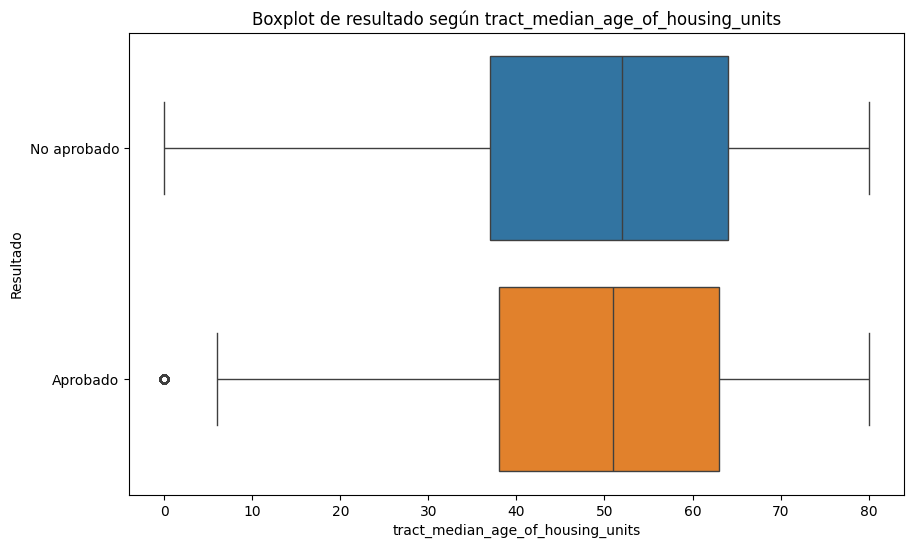 Boxplot de resultado según tract_median_age_of_housing_units
Resultado
No aprobado
Aprobado
0 10 20 30 40 50 60 70 80
tract_median_age_of_housing_units